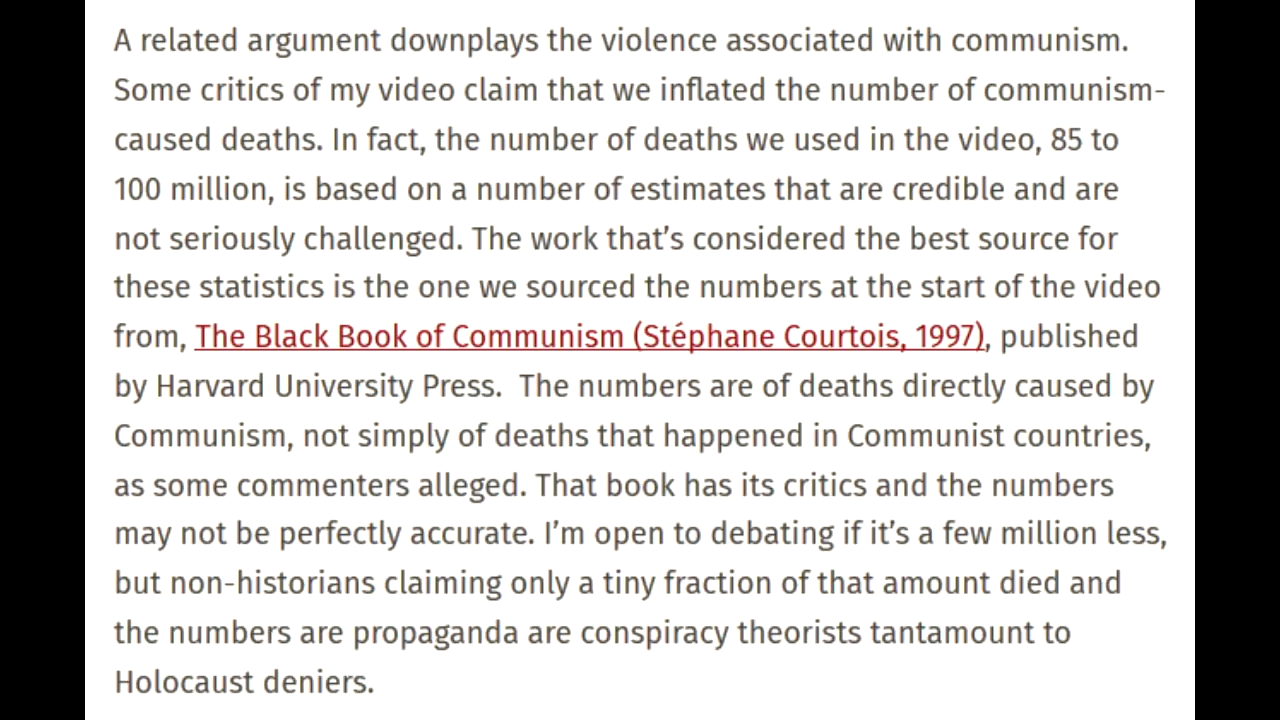 A related argument downplays the violence associated with communism.
Some critics of my video claim that we inflated the number of communism-
caused deaths. In fact, the number of deaths we used in the video, 85 to
100 million, is based on a number of estimates that are credible and are
not seriously challenged. The work that’s considered the best source for
these statistics is the one we sourced the numbers at the start of the video
from, The Black Book of Communism (Stéphane Courtois, 1997), published
by Harvard University Press.  The numbers are of deaths directly caused by
Communism, not simply of deaths that happened in Communist countries,
as some commenters alleged. That book has its critics and the numbers
may not be perfectly accurate. I’m open to debating if it’s a few million less,
but non-historians claiming only a tiny fraction of that amount died and
the numbers are propaganda are conspiracy theorists tantamount to
Holocaust deniers.